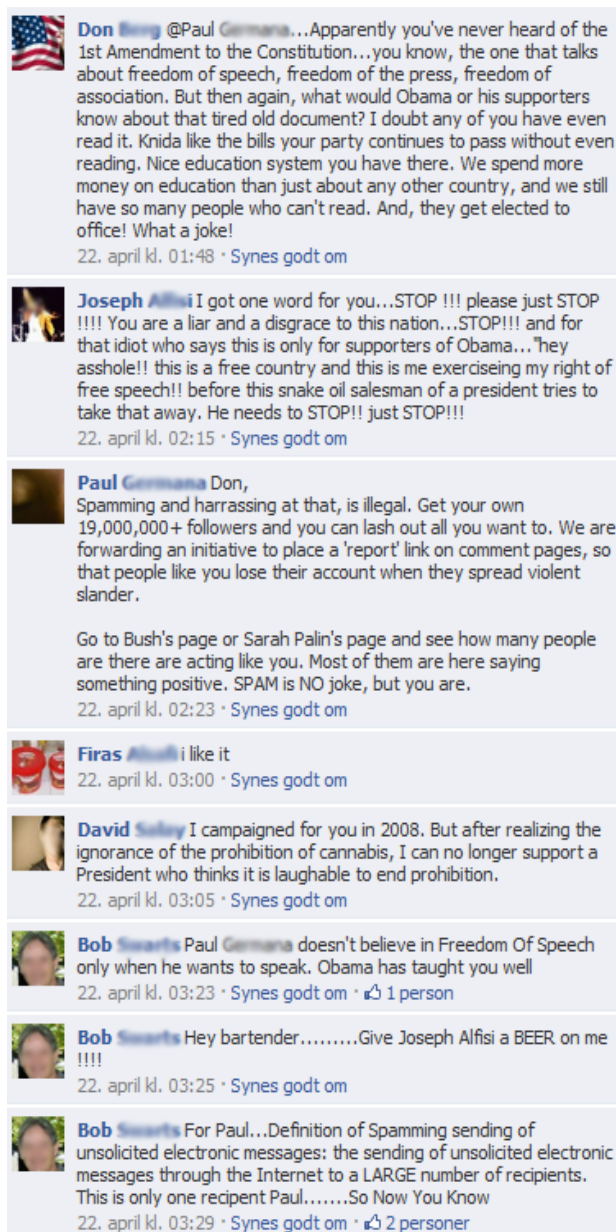 Don @Paul ...Apparently you've never heard of the
1st Amendment to the Constitution...you know, the one that talks
about freedom of speech, freedom of the press, freedom of
association. But then again, what would Obama or his supporters
know about that tired old document? I doubt any of you have even
read it. Knida like the bills your party continues to pass without even
reading. Nice education system you have there. We spend more
money on education than just about any other country, and we still
have so many people who can't read. And, they get elected to
office! What a joke!
22. april kl. 01:48 · Synes godt om
Joseph I got one word for you...STOP !!! please just STOP
!!!! You are a liar and a disgrace to this nation...STOP!!! and for
that idiot who says this is only for supporters of Obama..."hey
asshole!! this is a free country and this is me exerciseing my right of
free speech!! before this snake oil salesman of a president tries to
take that away. He needs to STOP!! just STOP!!!
22. april kl. 02:15 · Synes godt om
Paul Don,
Spamming and harrassing at that, is illegal. Get your own
19,000,000+ followers and you can lash out all you want to. We are
forwarding an initiative to place a 'report' link on comment pages, so
that people like you lose their account when they spread violent
slander.
Go to Bush's page or Sarah Palin's page and see how many people
are there are acting like you. Most of them are here saying
something positive. SPAM is NO joke, but you are.
22. april kl. 02:23 · Synes godt om
Firas i like it
22. april kl. 03:00 · Synes godt om
David I campaigned for you in 2008. But after realizing the
ignorance of the prohibition of cannabis, I can no longer support a
President who thinks it is laughable to end prohibition.
22. april kl. 03:05 · Synes godt om
Bob Paul doesn't believe in Freedom Of Speech
only when he wants to speak. Obama has taught you well
22. april kl. 03:23 · Synes godt om · 1 person
Bob Hey bartender.........Give Joseph Alfisi a BEER on me
!!!!
22. april kl. 03:25 · Synes godt om
Bob For Paul...Definition of Spamming sending of
unsolicited electronic messages: the sending of unsolicited electronic
messages through the Internet to a LARGE number of recipients.
This is only one recipent Paul.......So Now You Know
22. april kl. 03:29 · Synes godt om · 2 personer